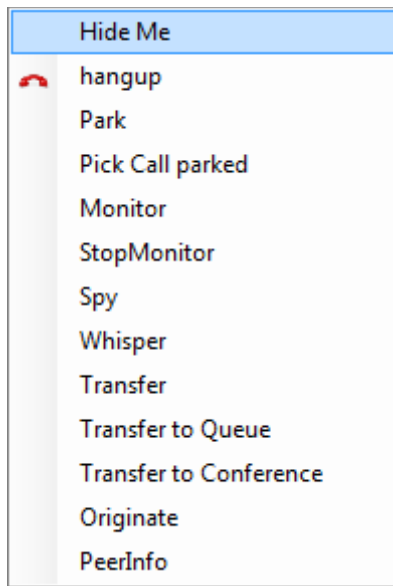 Hide Me
hangup
Park
Pick Call parked
Monitor
StopMonitor
Spy
Whisper
Transfer
Transfer to Queue
Transfer to Conference
Originate
PeerInfo